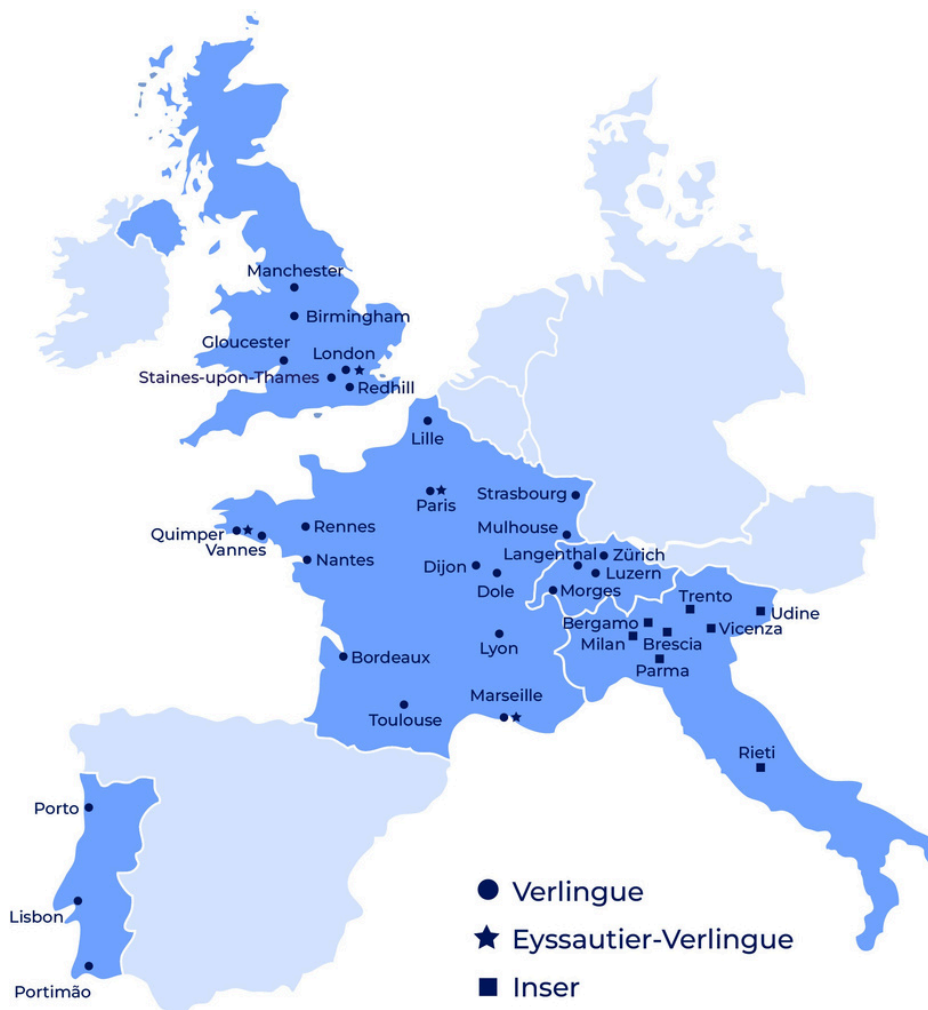 Manchester
Birmingham
Gloucester
London
Staines-upon-Thames
Redhill
Lille
Paris
Strasbourg
Quimper
Vannes
Rennes
Mulhouse
Nantes
Dijon
Langenthal
Zürich
Luzern
Dole
Morges
Trento
Udine
Bergamo
Vicenza
Milan
Brescia
Lyon
Parma
Bordeaux
Marseille
Toulouse
Rieti
Porto
Lisbon
Portimão
Verlingue
Eyssautier-Verlingue
Inser